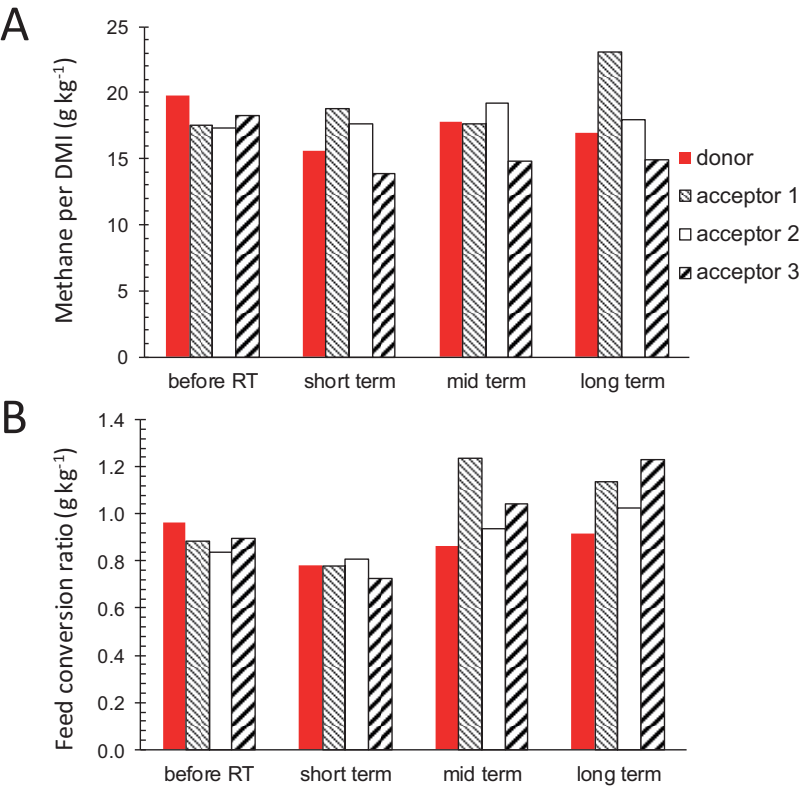 A
Methane per DMI (g kg⁻¹)
25
20
15
10
5
0
before RT short term mid term long term
donor
acceptor 1
acceptor 2
acceptor 3
B
Feed conversion ratio (g kg⁻¹)
1.4
1.2
1.0
0.8
0.6
0.4
0.2
0.0
before RT short term mid term long term